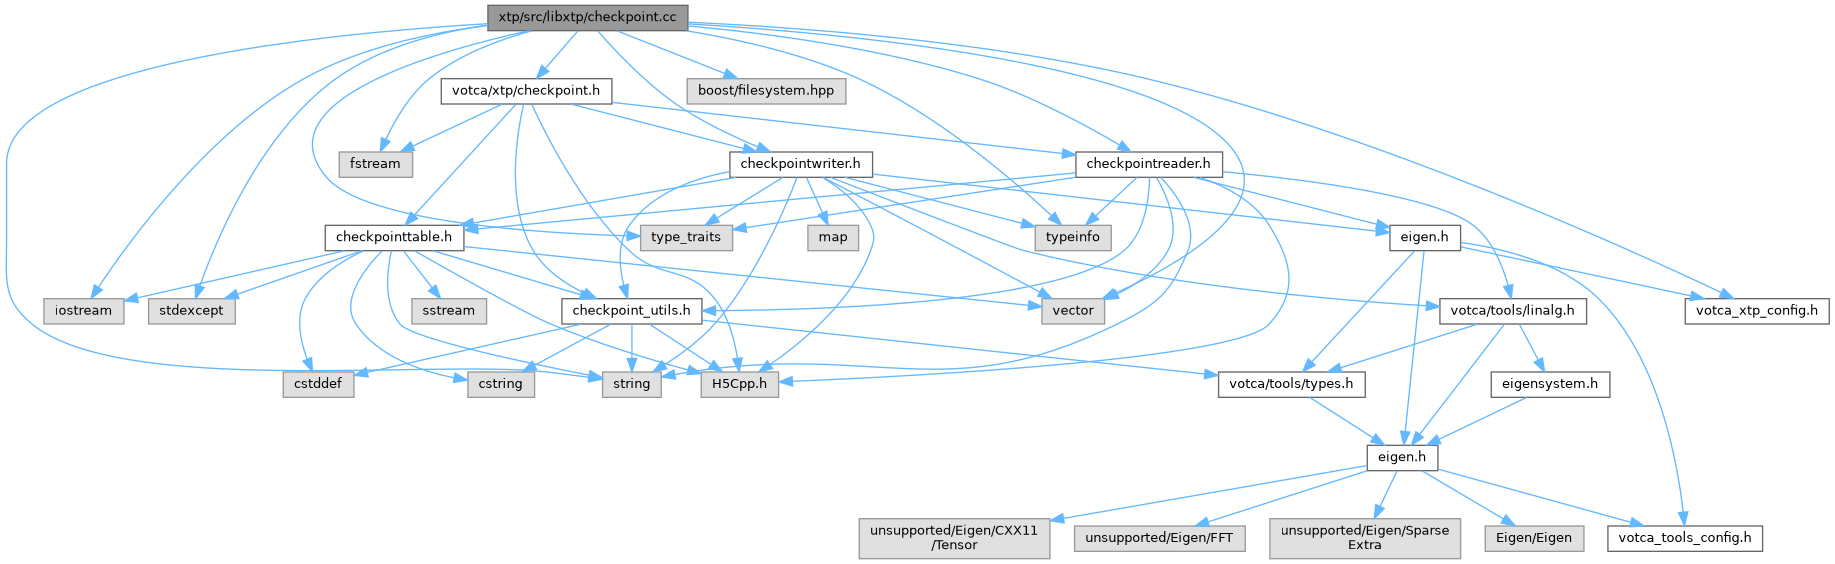 xtp/src/libxtp/checkpoint.cc
votca/xtp/checkpoint.h
boost/filesystem.hpp
fstream
checkpointwriter.h
checkpointreader.h
checkpointtable.h
type_traits
map
typeinfo
eigen.h
iostream
stdexcept
sstream
checkpoint_utils.h
vector
votca/tools/linalg.h
votca_xtp_config.h
cstddef
cstring
string
H5Cpp.h
votca/tools/types.h
eigensystem.h
eigen.h
unsupported/Eigen/CXX11
/Tensor
unsupported/Eigen/FFT
unsupported/Eigen/Sparse
Extra
Eigen/Eigen
votca_tools_config.h